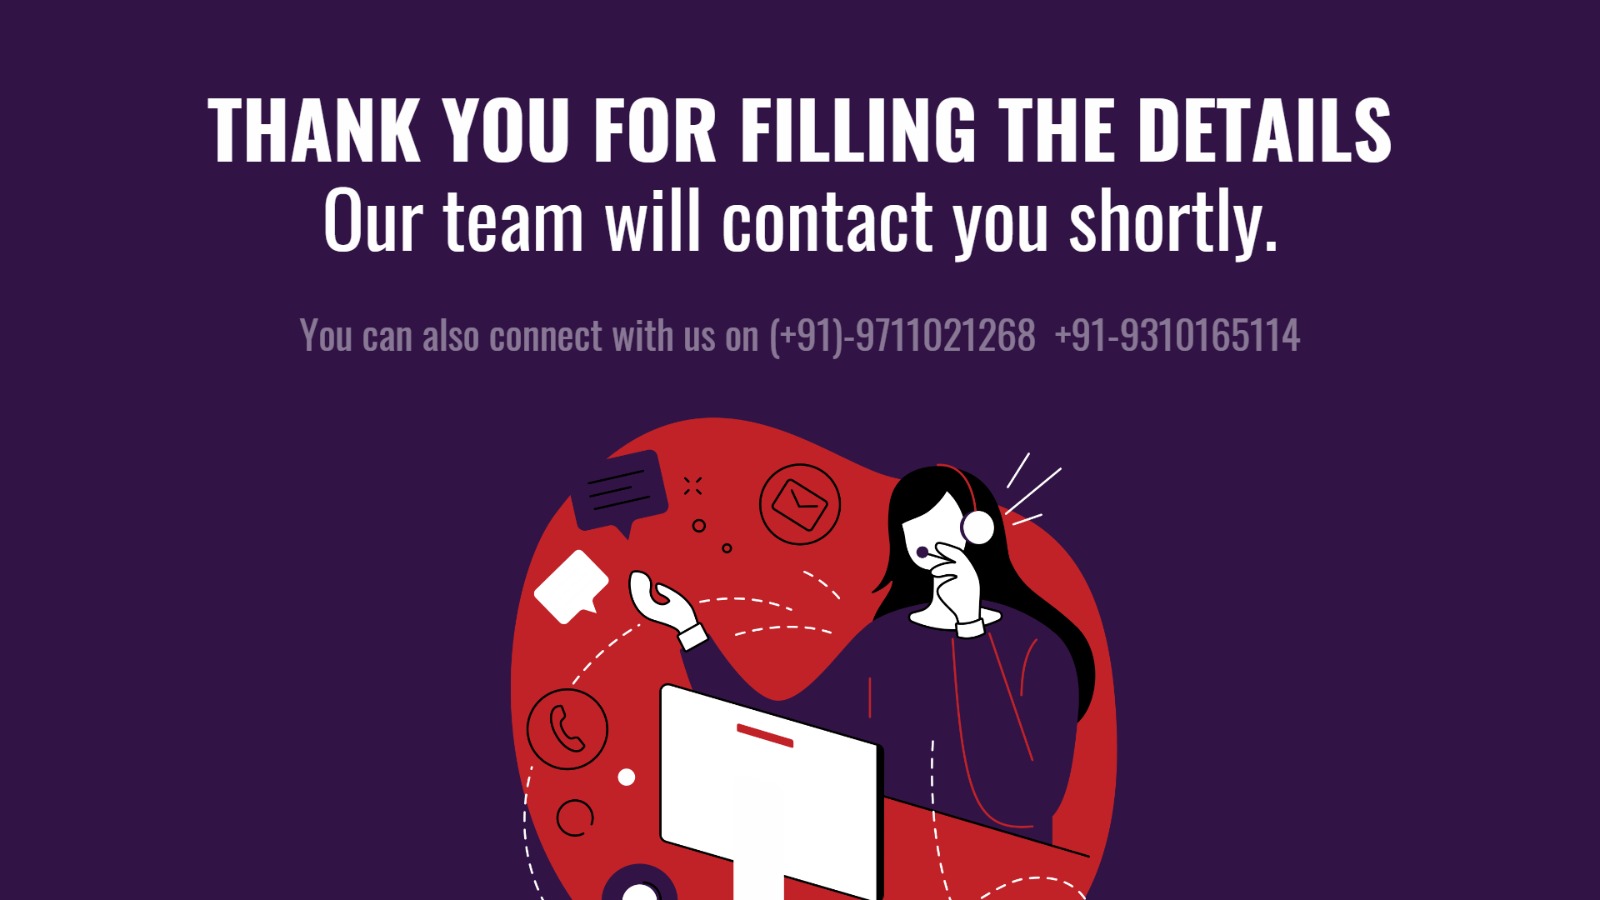 THANK YOU FOR FILLING THE DETAILS
Our team will contact you shortly.
You can also connect with us on (+91)-9711021268  +91-9310165114